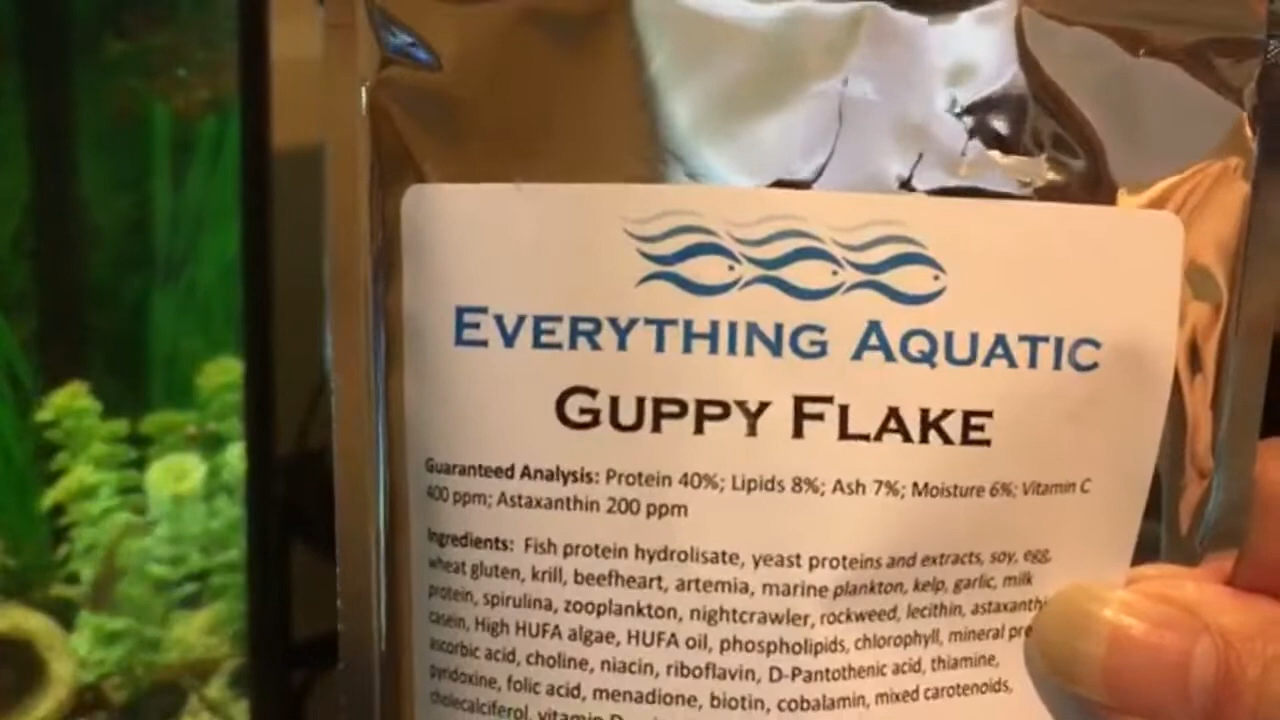 EVERYTHING AQUATIC
GUPPY FLAKE
Guaranteed Analysis: Protein 40%; Lipids 8%; Ash 7%; Moisture 6%; Vitamin C
400 ppm; Astaxanthin 200 ppm
Ingredients: Fish protein hydrolisate, yeast proteins and extracts, soy, egg,
wheat gluten, krill, beefheart, artemia, marine plankton, kelp, garlic, milk
protein, spirulina, zooplankton, nightcrawler, rockweed, lecithin,
casein, High HUFA algae, HUFA oil, phospholipids, chlorophyll, mineral
ascorbic acid, choline, niacin, riboflavin, D-Pantothenic acid, thiamine,
pyridoxine, folic acid, menadione, biotin, cobalamin, mixed carotenoids,
cholecalciferol, vitamin